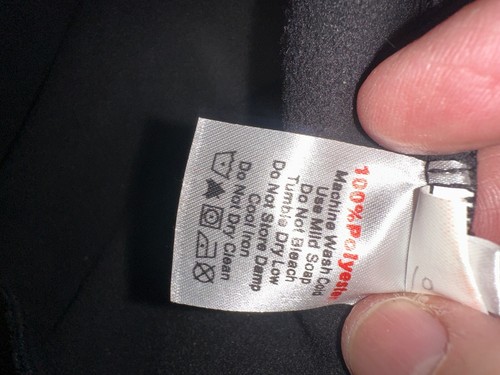 100%Polyester
Machine Wash Cold
Use Mild Soap
Do Not Bleach
Tumble Dry Low
Do Not Store Damp
Cool Iron
Do Not Dry Clean